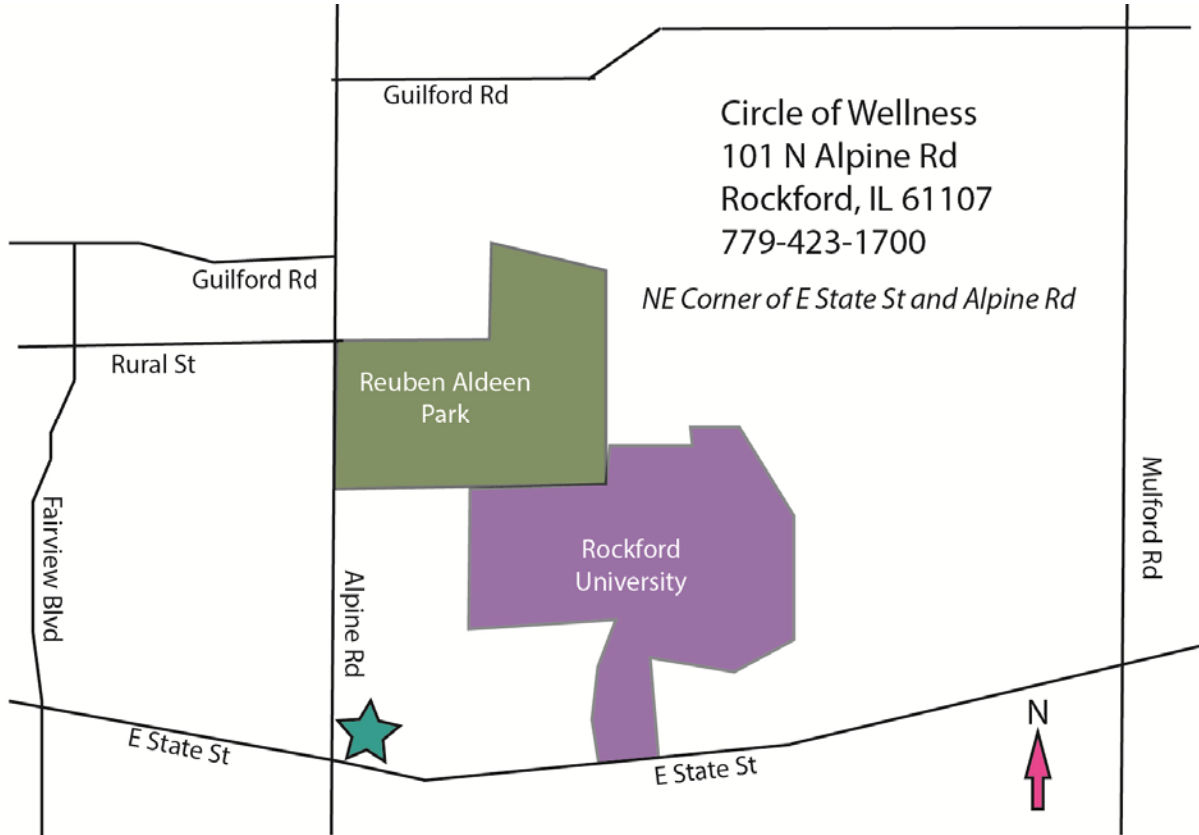 Guilford Rd
Circle of Wellness
101 N Alpine Rd
Rockford, IL 61107
779-423-1700
NE Corner of E State St and Alpine Rd
Guilford Rd
Rural St
Reuben Aldeen
Park
Mulford Rd
Fairview Blvd
Rockford
University
Alpine Rd
N
E State St
E State St